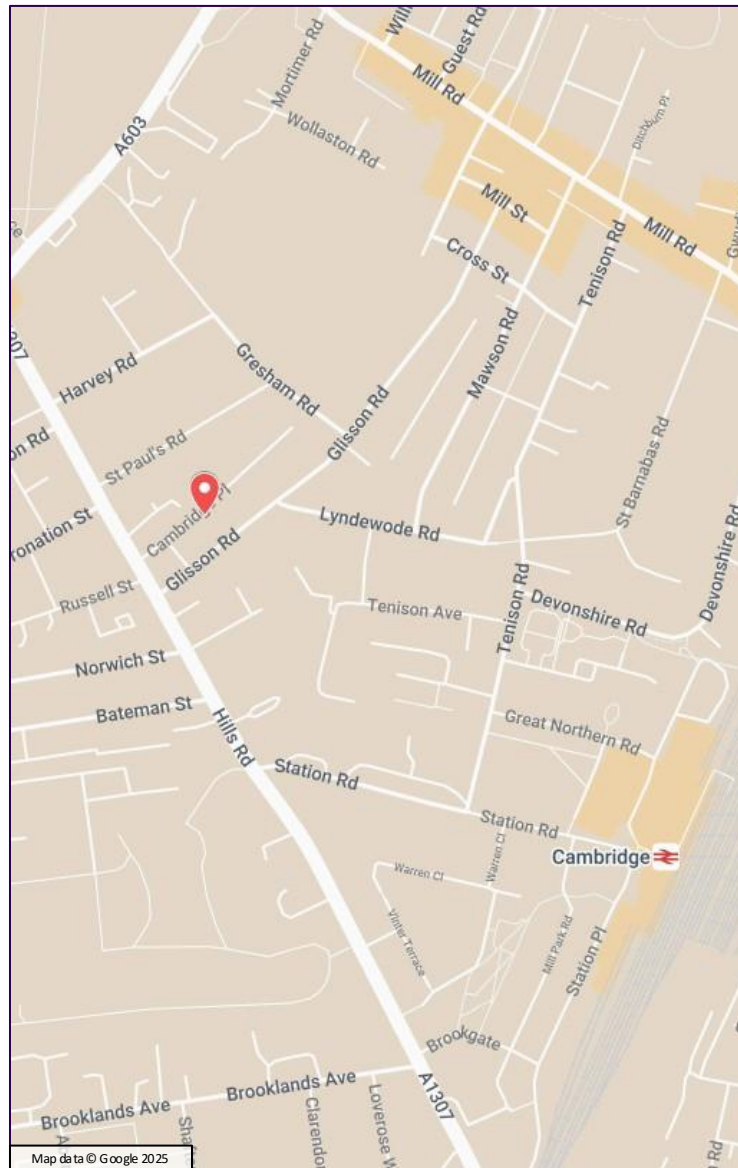 Mortimer Rd
Guest Rd
Mill Rd
A603
Wollaston Rd
Mill St
Mill Rd
Cross St
Tenison Rd
Harvey Rd
Gresham Rd
Mawson Rd
Glisson Rd
St Paul's Rd
St Barnabas Rd
Cambridge Pl
Lyndewode Rd
Glisson Rd
Russell St
Devonshire Rd
Tenison Ave
Devonshire Rd
Tenison Rd
Norwich St
Bateman St
Hills Rd
Great Northern Rd
Station Rd
Station Rd
Cambridge
Warren Cl
Warren Cl
Vinter Terrace
Mill Park Rd
Station Pl
Brookgate
Brooklands Ave
A1307
Brooklands Ave
Map data © Google 2025